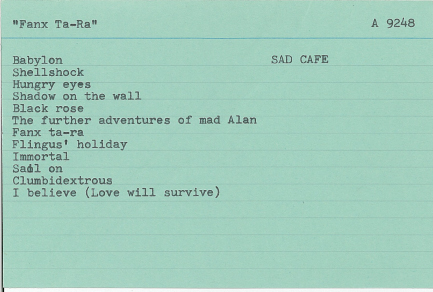 "Fanx Ta-Ra" A 9248
Babylon SAD CAFE
Shellshock
Hungry eyes
Shadow on the wall
Black rose
The further adventures of mad Alan
Fanx ta-ra
Flingus' holiday
Immortal
Sail on
Clumbidextrous
I believe (Love will survive)